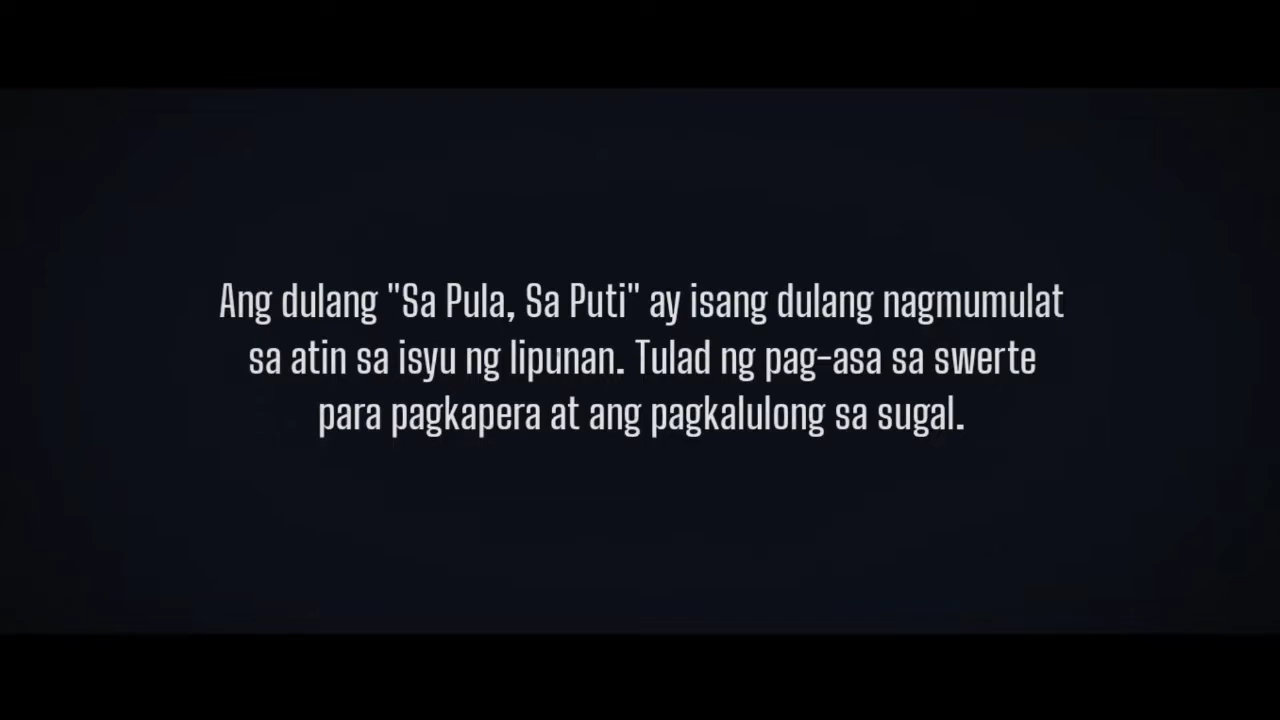 Ang dulang "Sa Pula, Sa Puti" ay isang dulang nagmumulat
sa atin sa isyu ng lipunan. Tulad ng pag-asa sa swerte
para pagkapera at ang pagkalulong sa sugal.